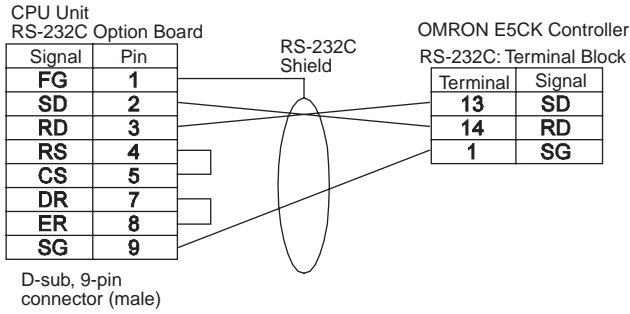 CPU Unit
RS-232C Option Board
Signal Pin
FG 1
SD 2
RD 3
RS 4
CS 5
DR 7
ER 8
SG 9
D-sub, 9-pin
connector (male)
RS-232C
Shield
OMRON E5CK Controller
RS-232C: Terminal Block
Terminal Signal
13 SD
14 RD
1 SG